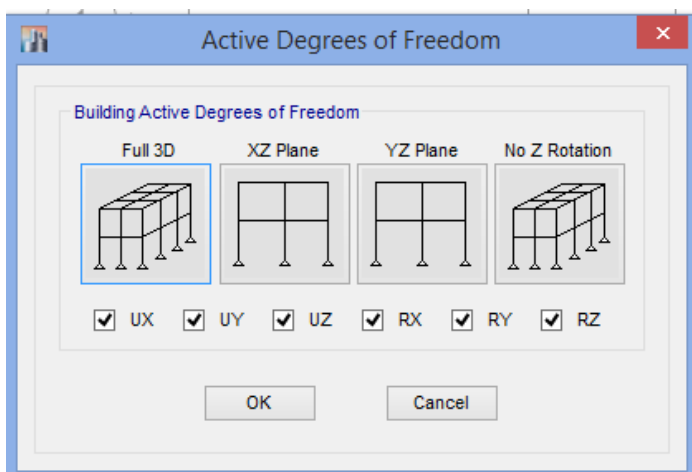 Active Degrees of Freedom
Building Active Degrees of Freedom
Full 3D XZ Plane YZ Plane No Z Rotation
UX UY UZ RX RY RZ
OK Cancel